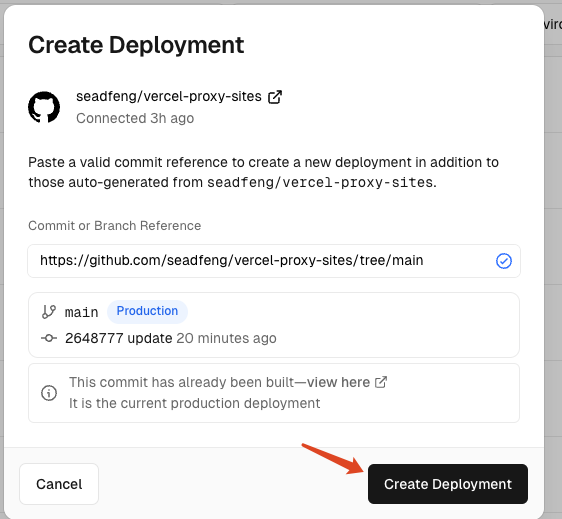 Create Deployment
seadfeng/vercel-proxy-sites
Connected 3h ago
Paste a valid commit reference to create a new deployment in addition to
those auto-generated from seadfeng/vercel-proxy-sites.
Commit or Branch Reference
https://github.com/seadfeng/vercel-proxy-sites/tree/main
main Production
2648777 update 20 minutes ago
This commit has already been built—view here
It is the current production deployment
Cancel
Create Deployment